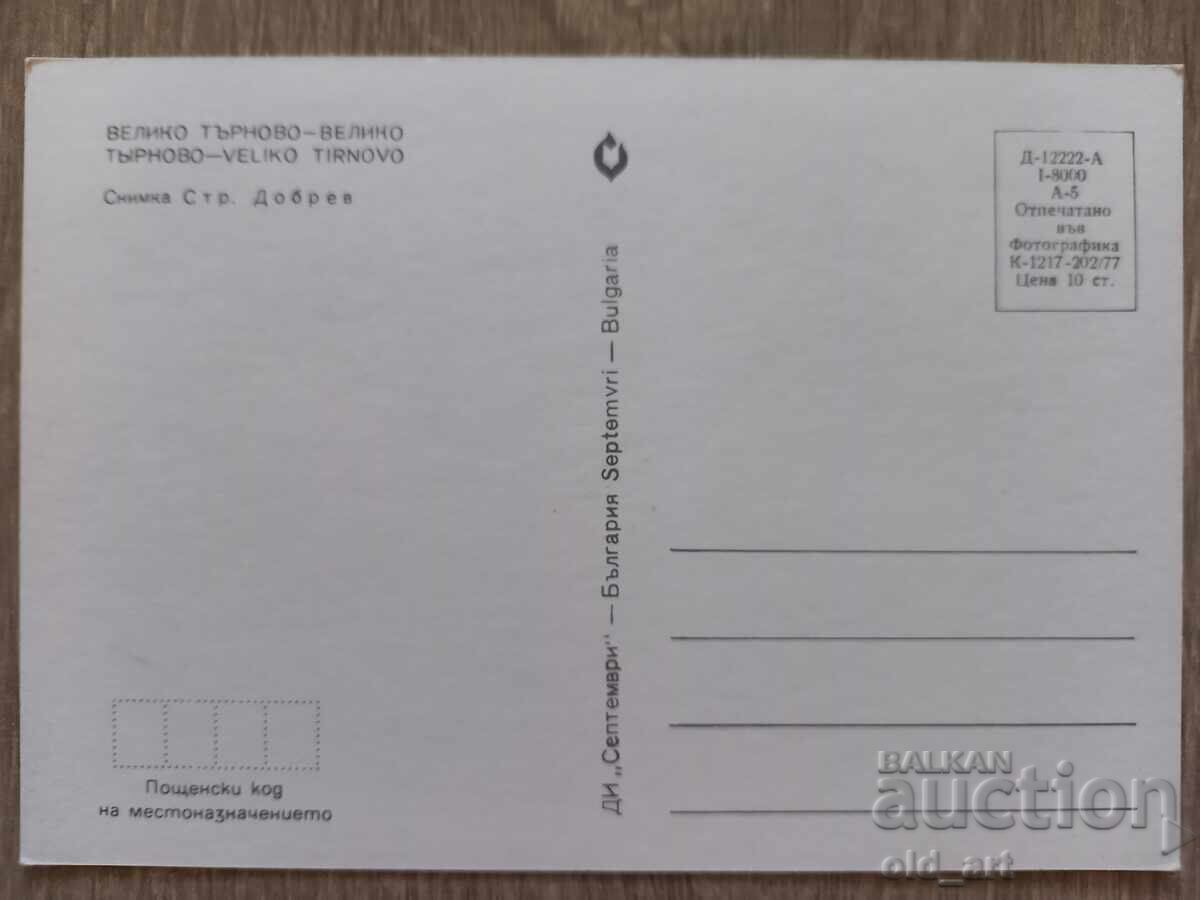 ВЕЛИКО ТЪРНОВО—ВЕЛИКО
ТЫРНОВО—VELIKO TIRNOVO
Снимка Стр. Добрев
ДИ „Септември" — България Septemvri — Bulgaria
Д-12222-А
I-8000
А-5
Отпечатано
във
Фотографика
К-1217-202/77
Цена 10 ст.
Пощенски код
на местоназначението
BALKAN
auction
old_art